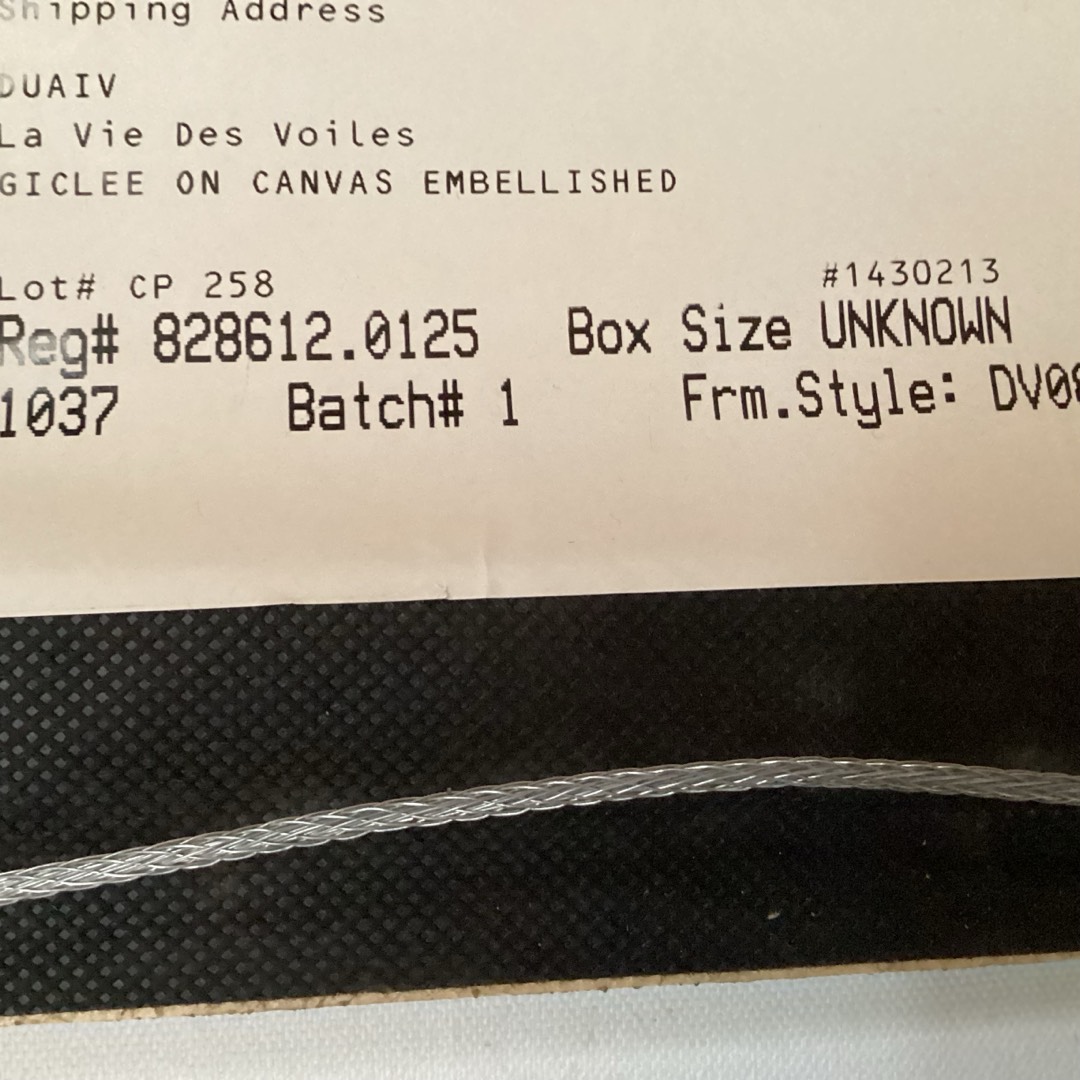 Shipping Address
DUAIV
La Vie Des Voiles
GICLEE ON CANVAS EMBELLISHED
Lot# CP 258 #1430213
Reg# 828612.0125 Box Size UNKNOWN
1037 Batch# 1 Frm.Style: